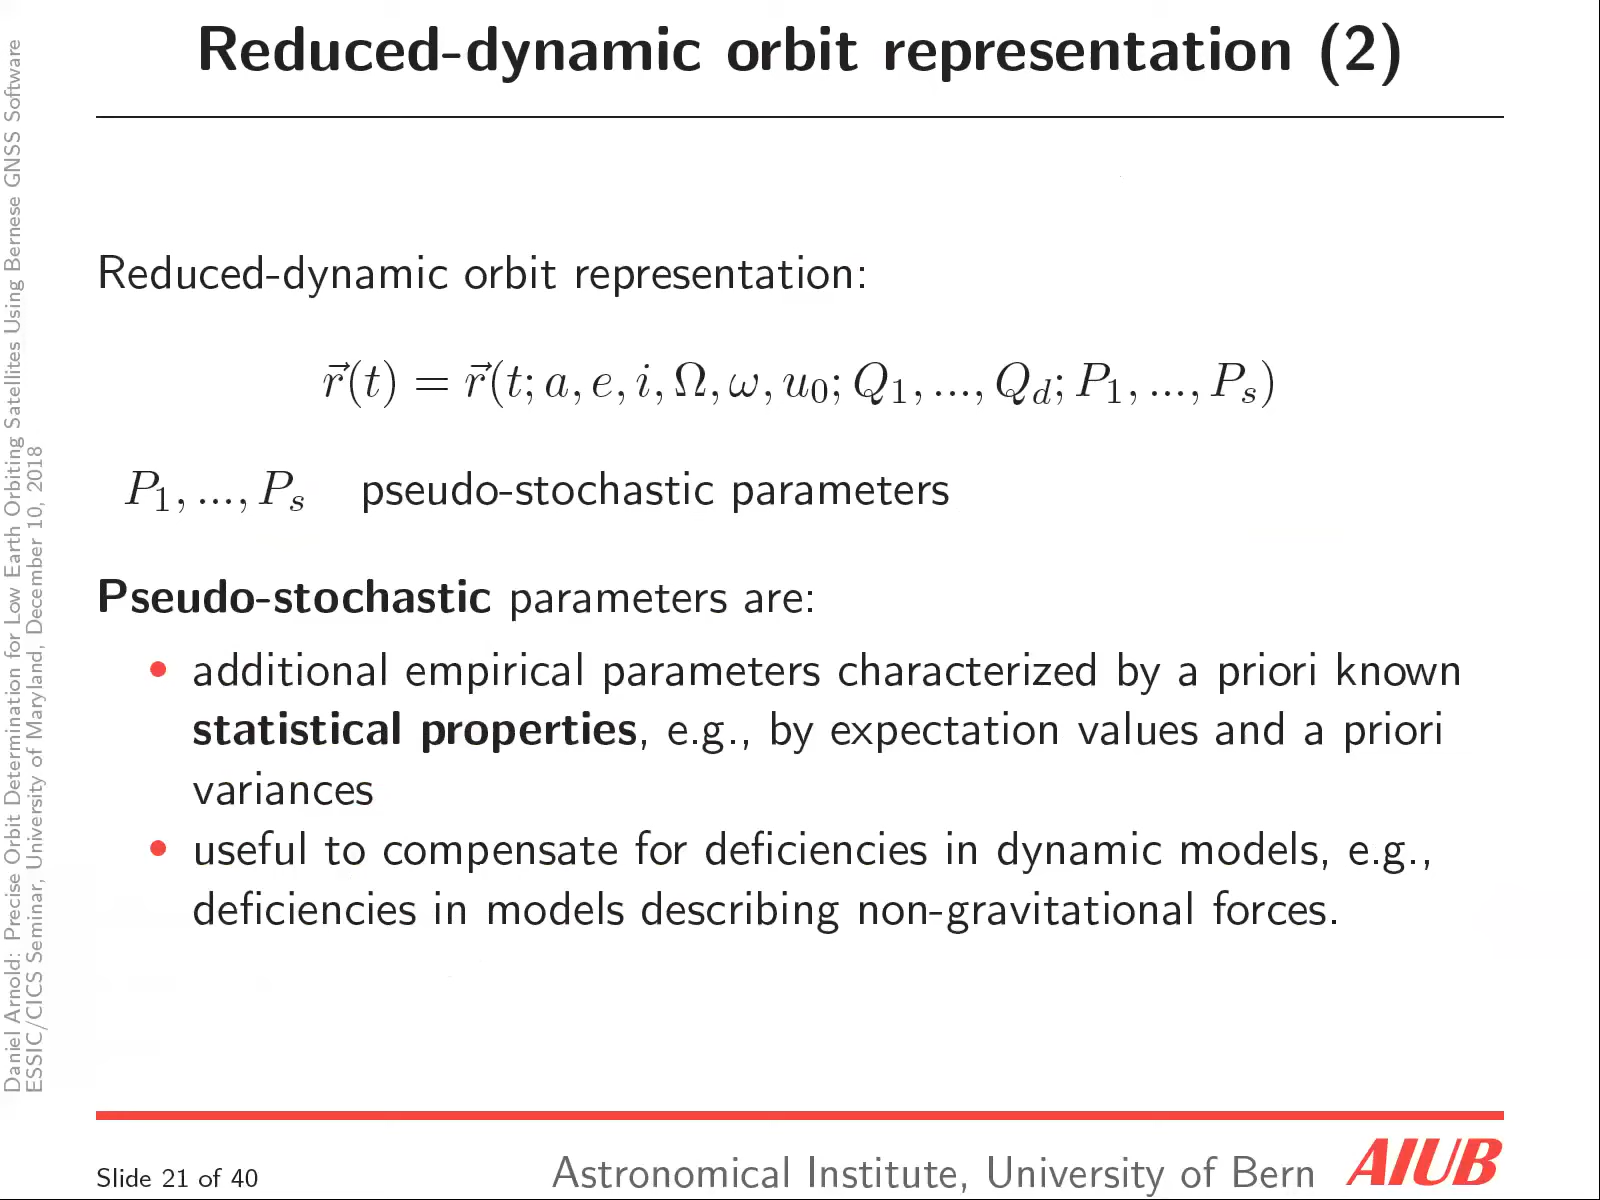 Reduced-dynamic orbit representation (2)
Reduced-dynamic orbit representation:
r⃗(t) = r⃗(t; a, e, i, Ω, ω, u₀; Q₁, ..., Q_d; P₁, ..., P_s)
P₁, ..., P_s pseudo-stochastic parameters
Pseudo-stochastic parameters are:
• additional empirical parameters characterized by a priori known
statistical properties, e.g., by expectation values and a priori
variances
• useful to compensate for deficiencies in dynamic models, e.g.,
deficiencies in models describing non-gravitational forces.
Daniel Arnold: Precise Orbit Determination for Low Earth Orbiting Satellites Using Bernese GNSS Software
ESSIC/CICS Seminar, University of Maryland, December 10, 2018
Slide 21 of 40
Astronomical Institute, University of Bern AIUB